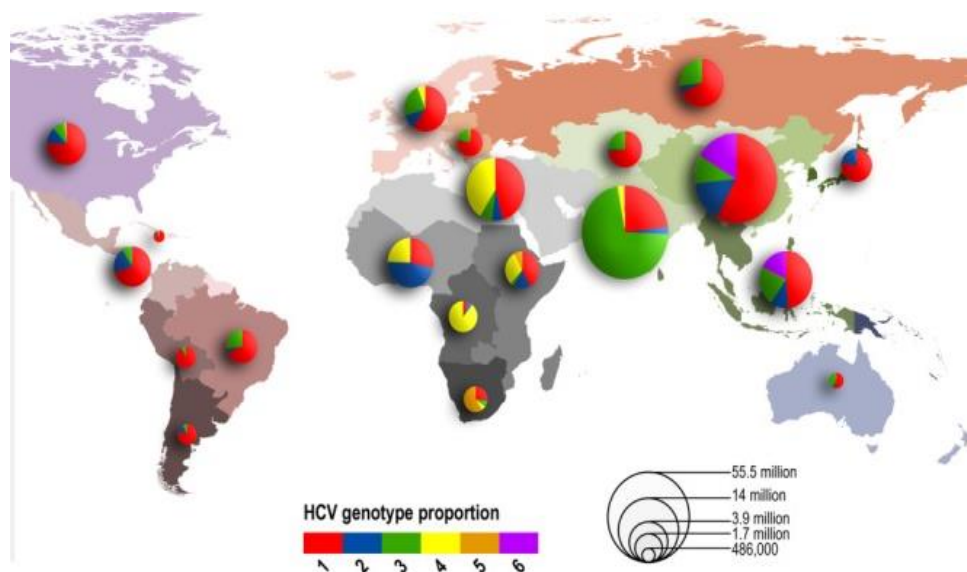 HCV genotype proportion
1 2 3 4 5 6
55.5 million
14 million
3.9 million
1.7 million
486,000